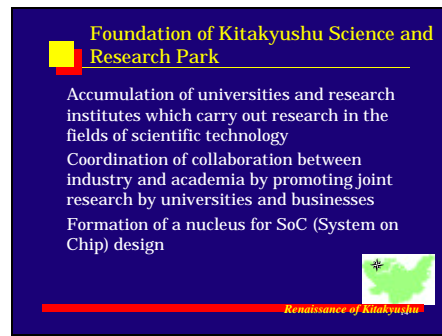 Foundation of Kitakyushu Science and
Research Park
Accumulation of universities and research
institutes which carry out research in the
fields of scientific technology
Coordination of collaboration between
industry and academia by promoting joint
research by universities and businesses
Formation of a nucleus for SoC (System on
Chip) design
Renaissance of Kitakyushu